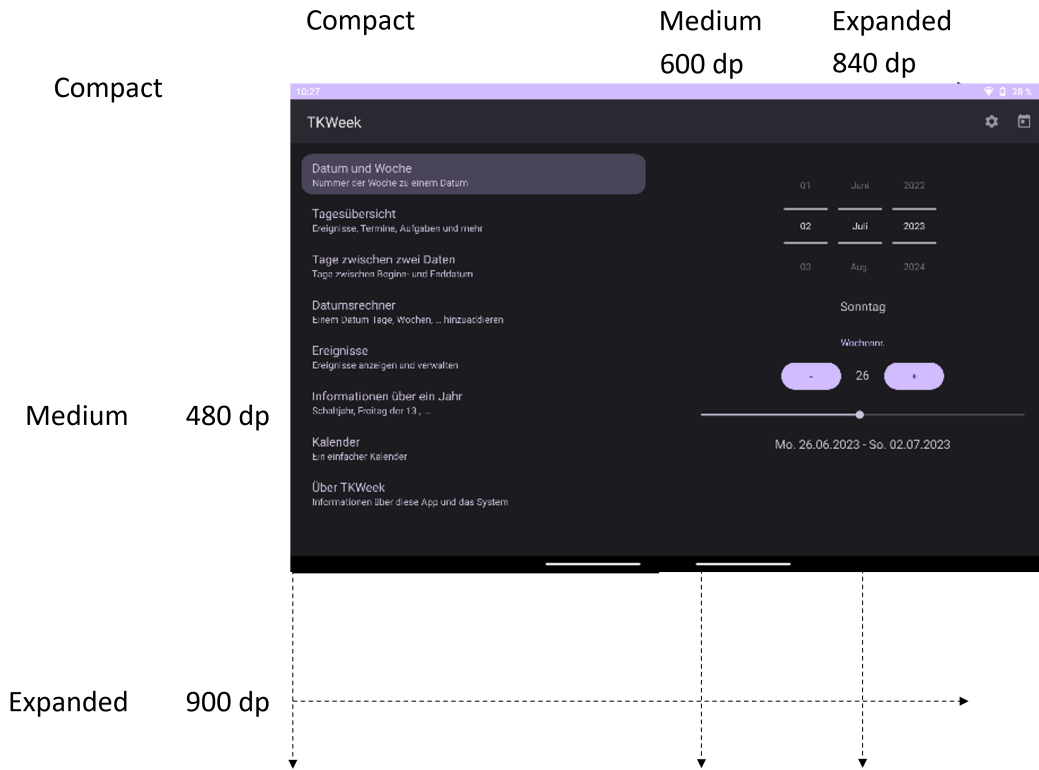 Compact Medium Expanded
600 dp 840 dp
Compact
10:27 28 %
TKWeek
Datum und Woche
Nummer der Woche zu einem Datum
Tagesübersicht
Ereignisse, Termine, Aufgaben und mehr
Tage zwischen zwei Daten
Tage zwischen Beginn- und Enddatum
Datumsrechner
Einem Datum Tage, Wochen, ... hinzuaddieren
Ereignisse
Ereignisse anzeigen und verwalten
Informationen über ein Jahr
Schaltjahr, Freitag der 13., ...
Kalender
Ein einfacher Kalender
Über TKWeek
Informationen über diese App und das System
01 Juni 2022
02 Juli 2023
03 Aug. 2024
Sonntag
Wochennr.
- 26 +
Mo. 26.06.2023 - So. 02.07.2023
Medium 480 dp
Expanded 900 dp